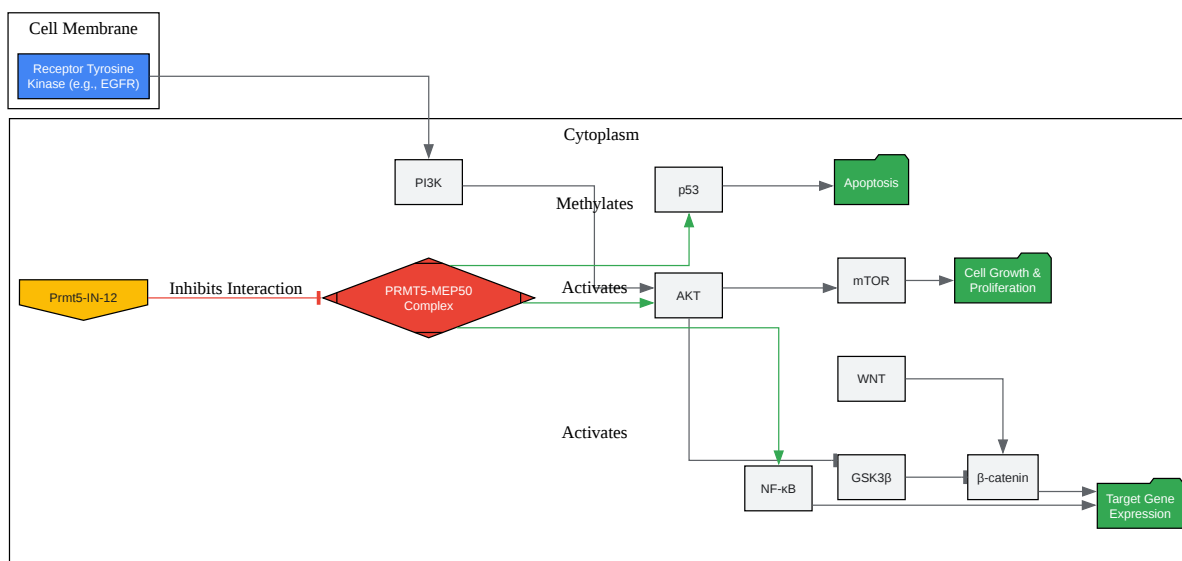 Cell Membrane
Receptor Tyrosine
Kinase (e.g., EGFR)
Cytoplasm
PI3K
p53
Apoptosis
Methylates
Prmt5-IN-12
Inhibits Interaction
PRMT5-MEP50
Complex
Activates
AKT
mTOR
Cell Growth &
Proliferation
WNT
Activates
NF-κB
GSK3β
β-catenin
Target Gene
Expression